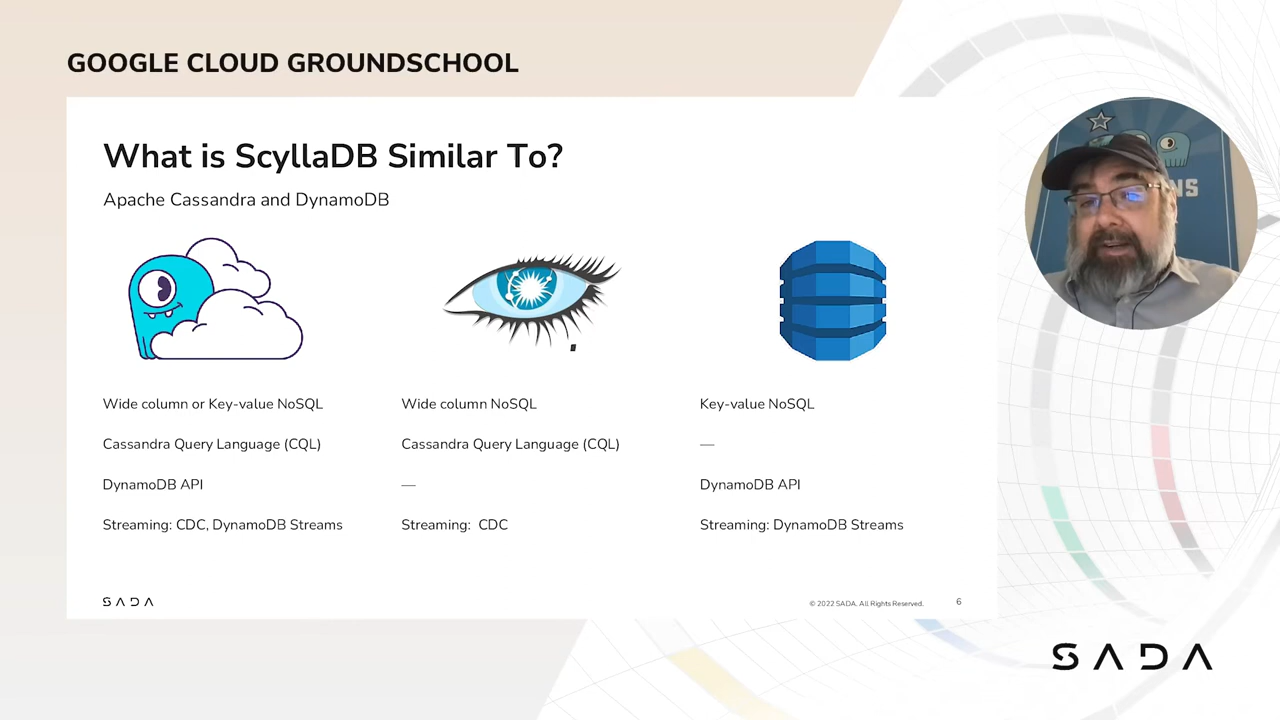 GOOGLE CLOUD GROUNDSCHOOL
What is ScyllaDB Similar To?
Apache Cassandra and DynamoDB
Wide column or Key-value NoSQL
Wide column NoSQL
Key-value NoSQL
Cassandra Query Language (CQL)
Cassandra Query Language (CQL)
—
DynamoDB API
—
DynamoDB API
Streaming: CDC, DynamoDB Streams
Streaming: CDC
Streaming: DynamoDB Streams
SADA
© 2022 SADA. All Rights Reserved.
6
SADA